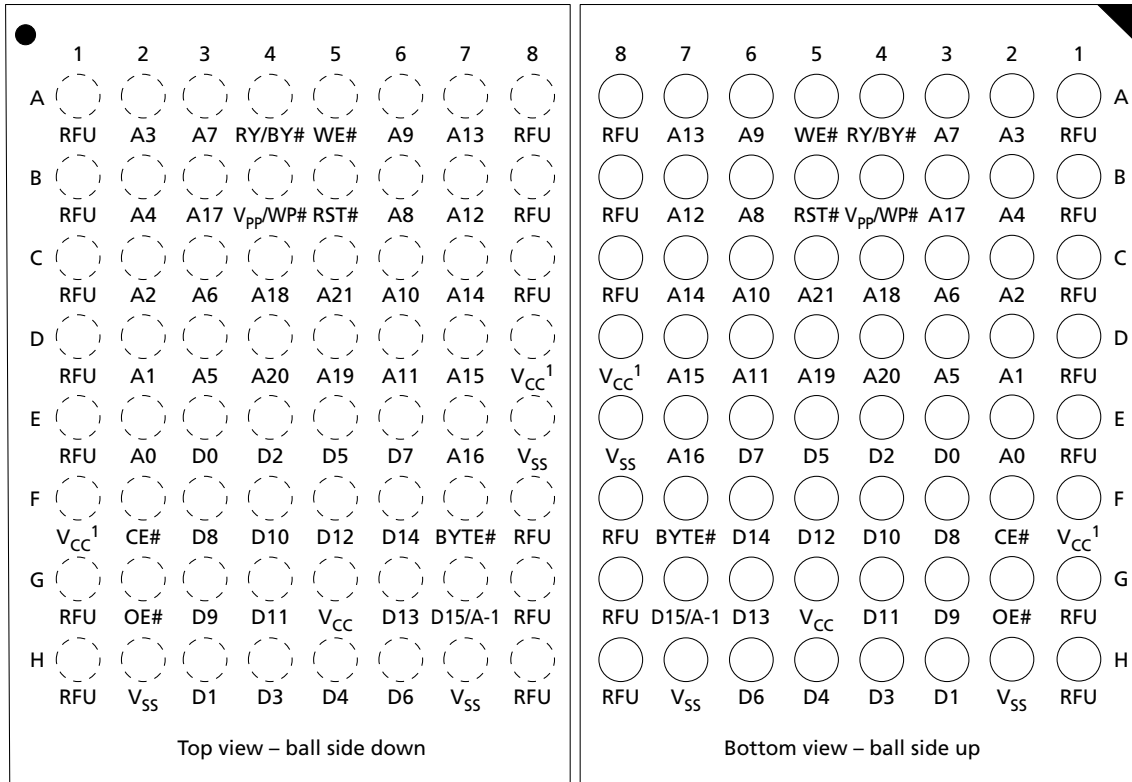 1 2 3 4 5 6 7 8
A
RFU A3 A7 RY/BY# WE# A9 A13 RFU
B
RFU A4 A17 VPP/WP# RST# A8 A12 RFU
C
RFU A2 A6 A18 A21 A10 A14 RFU
D
RFU A1 A5 A20 A19 A11 A15 VCC1
E
RFU A0 D0 D2 D5 D7 A16 VSS
F
VCC1 CE# D8 D10 D12 D14 BYTE# RFU
G
RFU OE# D9 D11 VCC D13 D15/A-1 RFU
H
RFU VSS D1 D3 D4 D6 VSS RFU
Top view – ball side down
8 7 6 5 4 3 2 1
A
RFU A13 A9 WE# RY/BY# A7 A3 RFU
B
RFU A12 A8 RST# VPP/WP# A17 A4 RFU
C
RFU A14 A10 A21 A18 A6 A2 RFU
D
VCC1 A15 A11 A19 A20 A5 A1 RFU
E
VSS A16 D7 D5 D2 D0 A0 RFU
F
RFU BYTE# D14 D12 D10 D8 CE# VCC1
G
RFU D15/A-1 D13 VCC D11 D9 OE# RFU
H
RFU VSS D6 D4 D3 D1 VSS RFU
Bottom view – ball side up